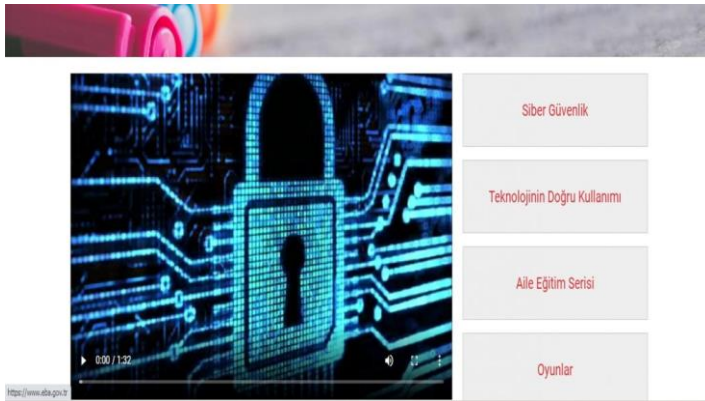 Siber Güvenlik
Teknolojinin Doğru Kullanımı
Aile Eğitim Serisi
Oyunlar
0:00 / 1:32
https://www.eba.gov.tr